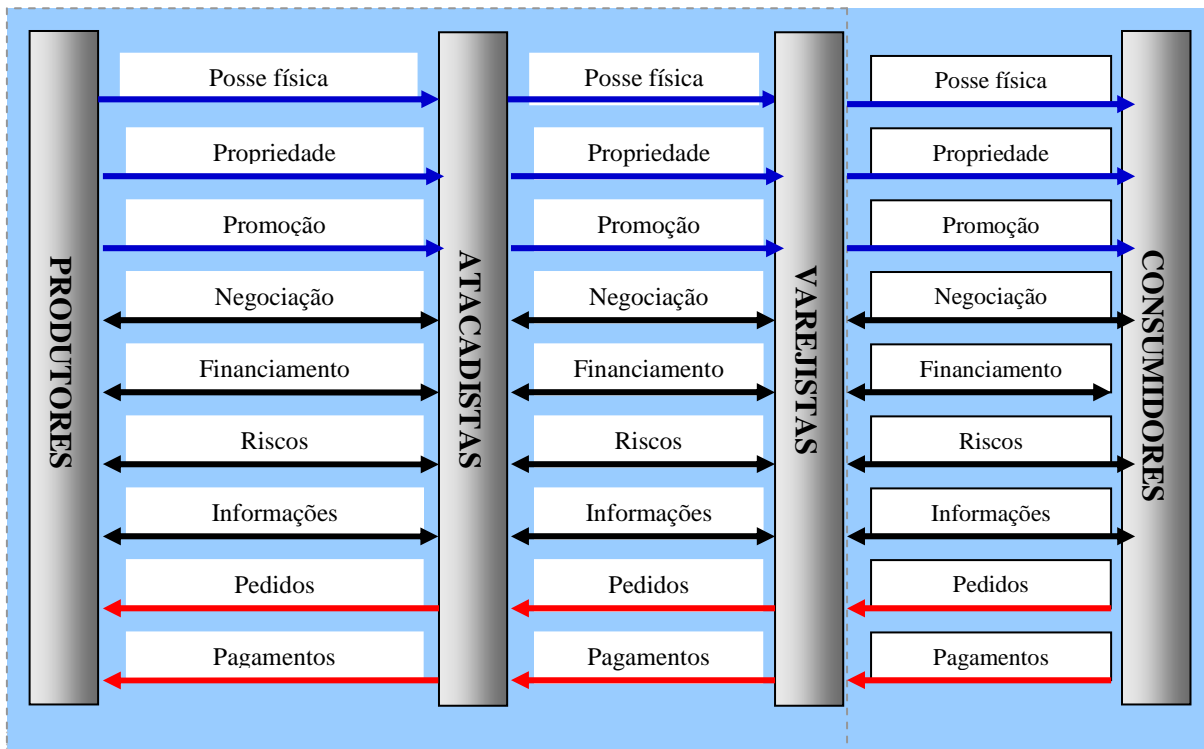 PRODUTORES
ATACADISTAS
VAREJISTAS
CONSUMIDORES
Posse física
Posse física
Posse física
Propriedade
Propriedade
Propriedade
Promoção
Promoção
Promoção
Negociação
Negociação
Negociação
Financiamento
Financiamento
Financiamento
Riscos
Riscos
Riscos
Informações
Informações
Informações
Pedidos
Pedidos
Pedidos
Pagamentos
Pagamentos
Pagamentos